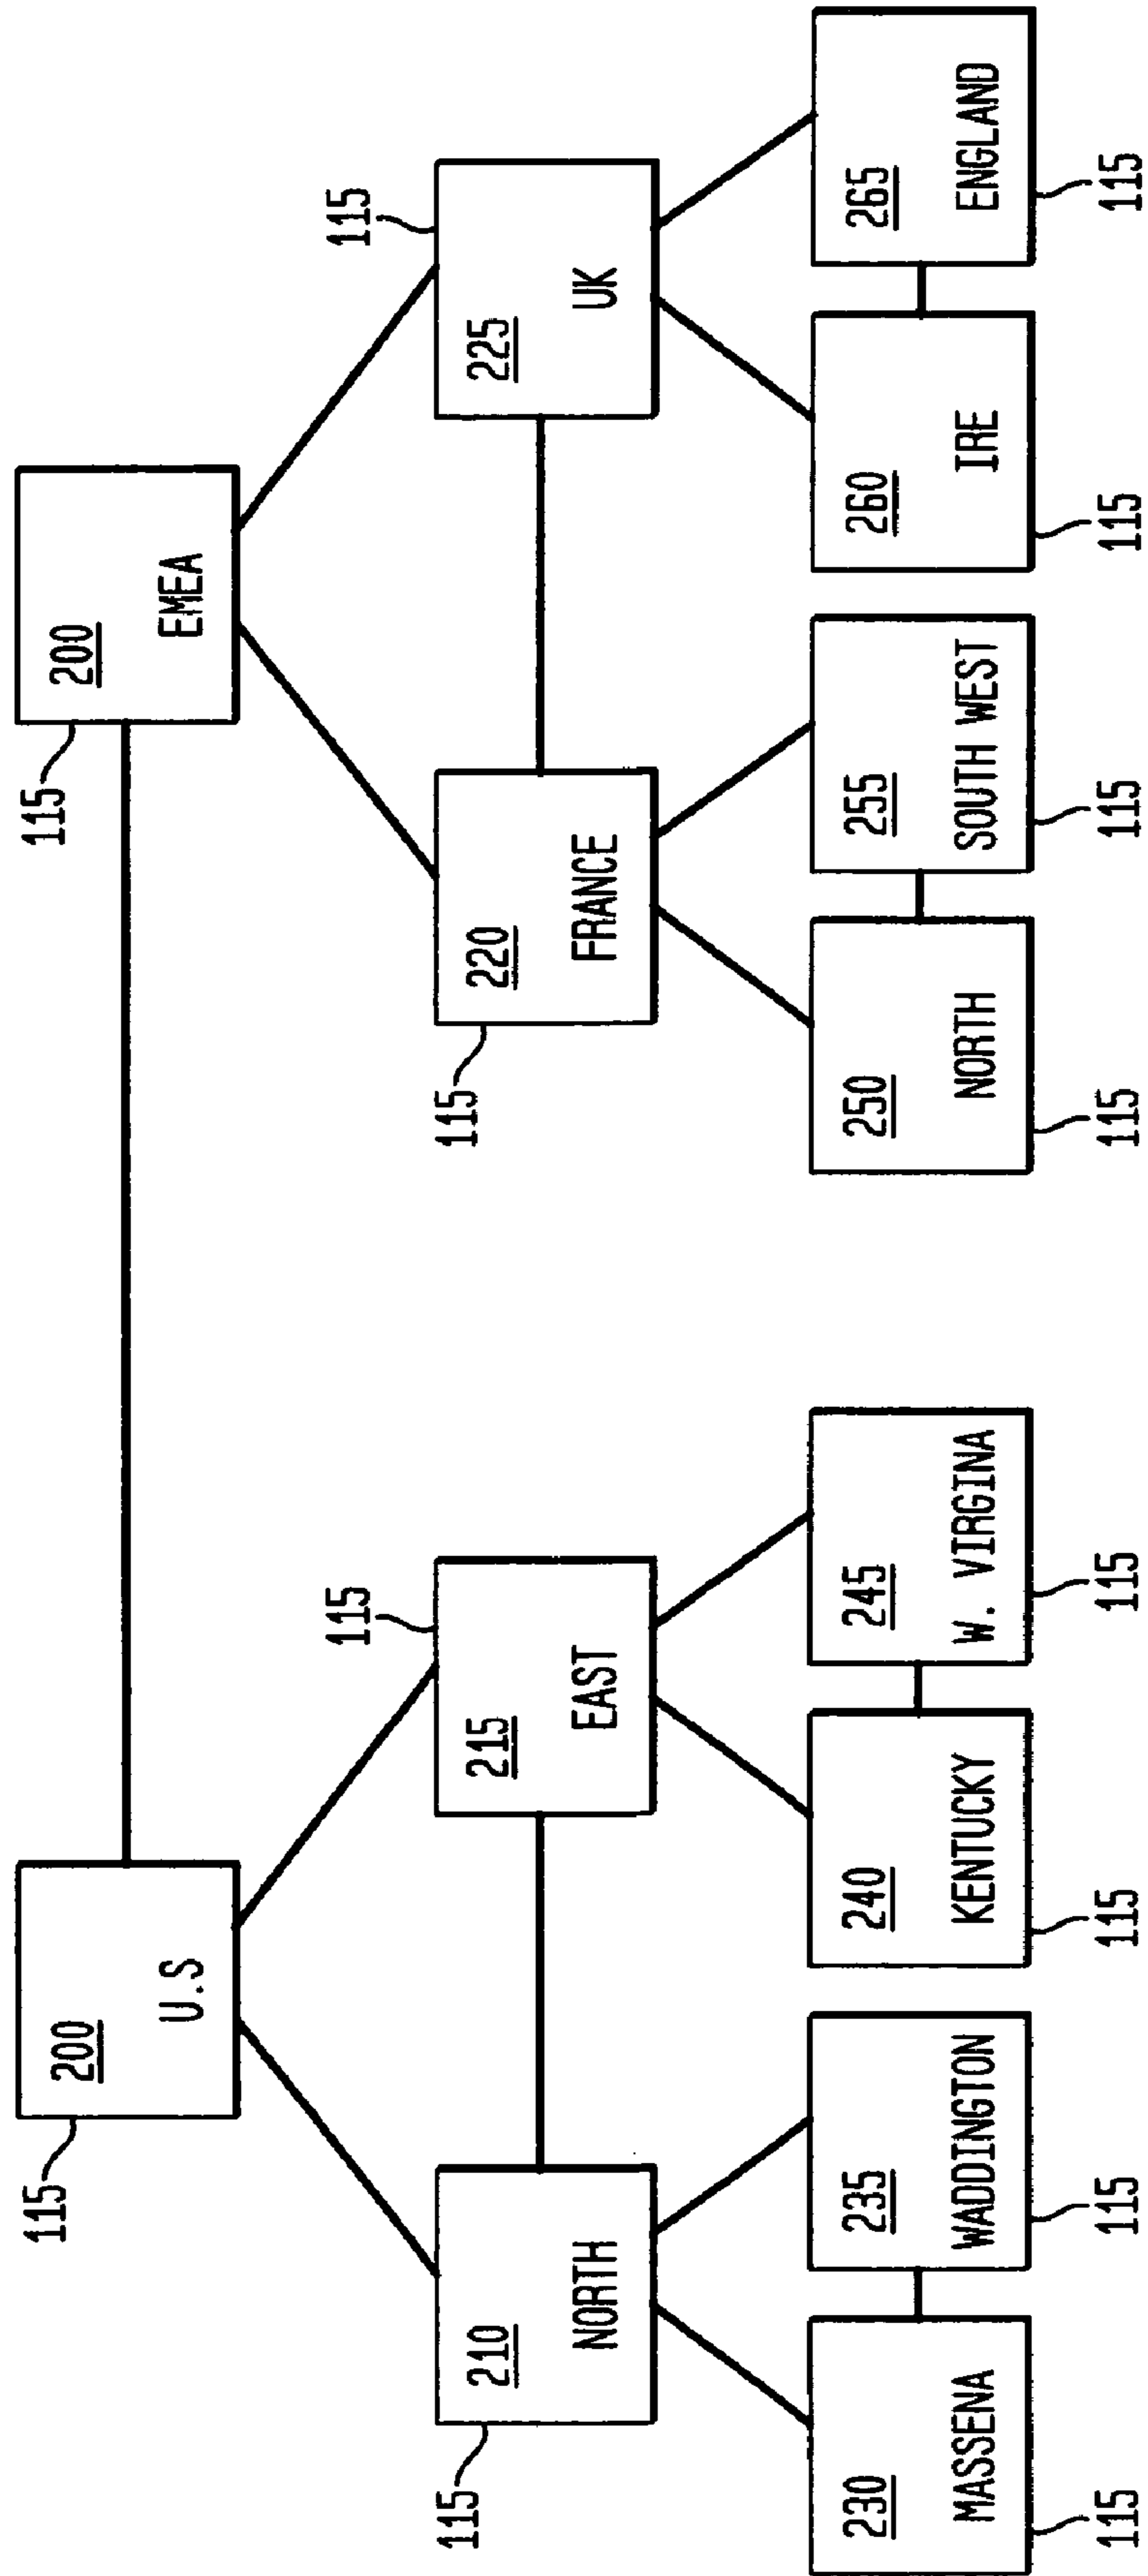 115
200
U.S
115
200
EMEA
115
210
NORTH
115
215
EAST
115
220
FRANCE
115
225
UK
230
MASSENA
115
235
WADDINGTON
115
240
KENTUCKY
115
245
W. VIRGINA
115
250
NORTH
115
255
SOUTH WEST
115
260
IRE
115
265
ENGLAND
115